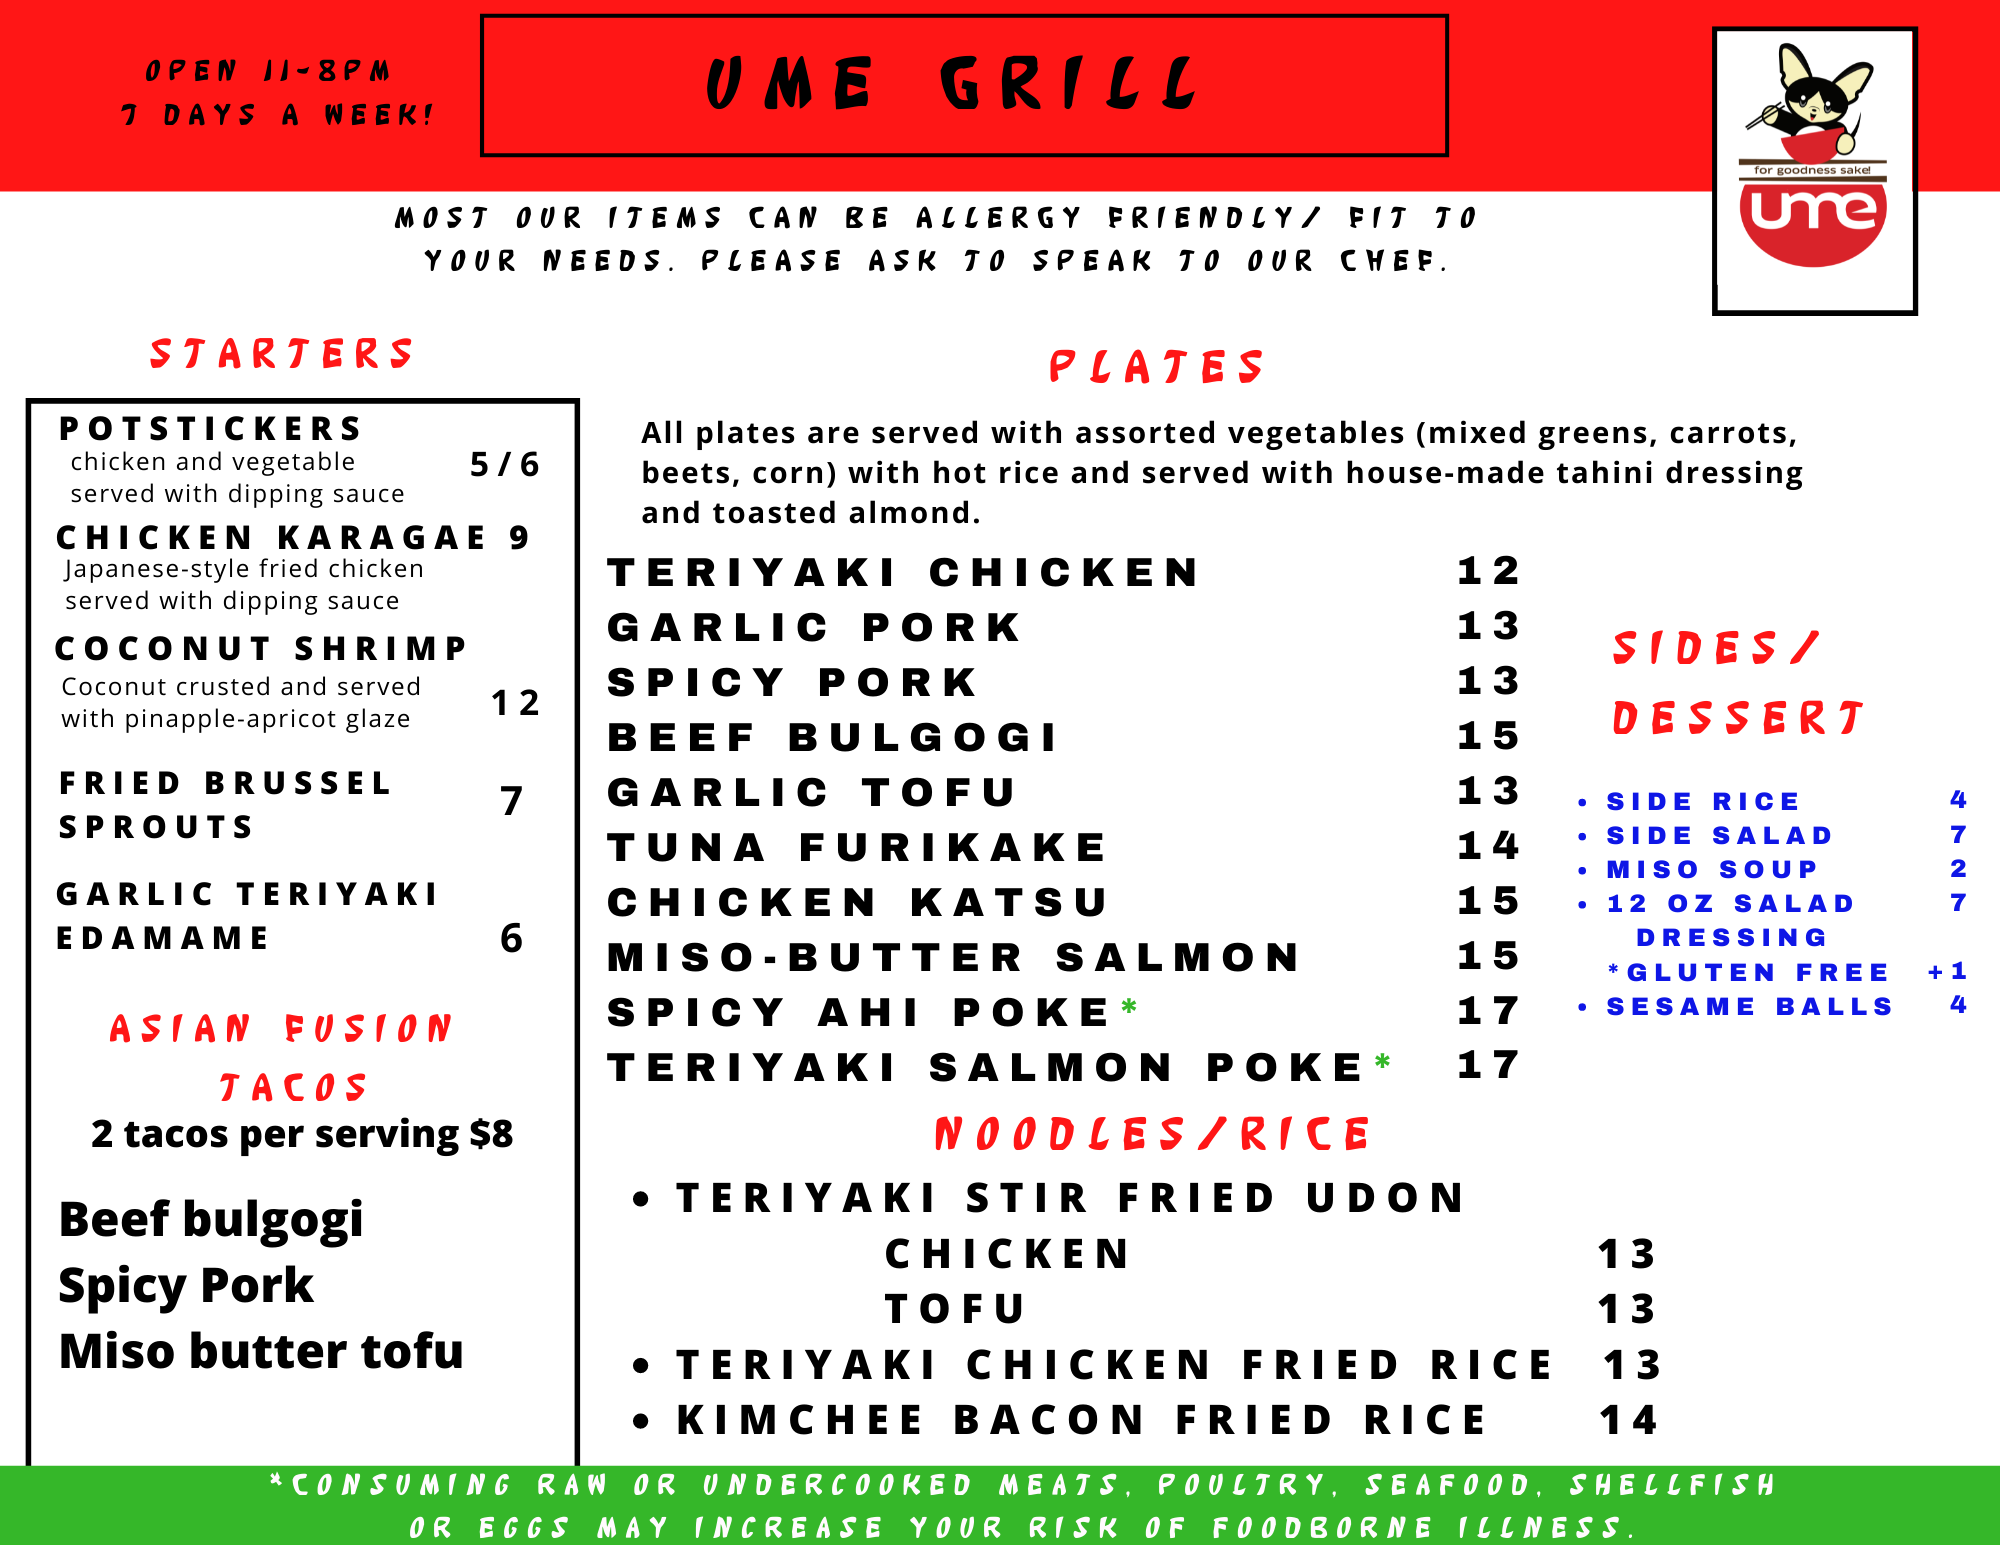 OPEN 11-8PM
7 DAYS A WEEK!
UME GRILL
for goodness sake!
ume
MOST OUR ITEMS CAN BE ALLERGY FRIENDLY/ FIT TO
YOUR NEEDS. PLEASE ASK TO SPEAK TO OUR CHEF.
STARTERS
POTSTICKERS
chicken and vegetable
served with dipping sauce
5/6
CHICKEN KARAGAE 9
Japanese-style fried chicken
served with dipping sauce
COCONUT SHRIMP
Coconut crusted and served
with pinapple-apricot glaze
12
FRIED BRUSSEL
SPROUTS
7
GARLIC TERIYAKI
EDAMAME
6
ASIAN FUSION
TACOS
2 tacos per serving $8
Beef bulgogi
Spicy Pork
Miso butter tofu
PLATES
All plates are served with assorted vegetables (mixed greens, carrots,
beets, corn) with hot rice and served with house-made tahini dressing
and toasted almond.
TERIYAKI CHICKEN 12
GARLIC PORK 13
SPICY PORK 13
BEEF BULGOGI 15
GARLIC TOFU 13
TUNA FURIKAKE 14
CHICKEN KATSU 15
MISO-BUTTER SALMON 15
SPICY AHI POKE* 17
TERIYAKI SALMON POKE* 17
NOODLES/RICE
• TERIYAKI STIR FRIED UDON
CHICKEN 13
TOFU 13
• TERIYAKI CHICKEN FRIED RICE 13
• KIMCHEE BACON FRIED RICE 14
SIDES/
DESSERT
• SIDE RICE 4
• SIDE SALAD 7
• MISO SOUP 2
• 12 OZ SALAD 7
DRESSING
*GLUTEN FREE +1
• SESAME BALLS 4
*CONSUMING RAW OR UNDERCOOKED MEATS, POULTRY, SEAFOOD, SHELLFISH
OR EGGS MAY INCREASE YOUR RISK OF FOODBORNE ILLNESS.